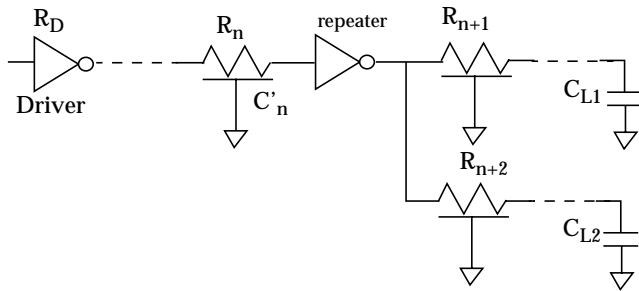 R_D
Driver
R_n
C'_n
repeater
R_{n+1}
C_{L1}
R_{n+2}
C_{L2}